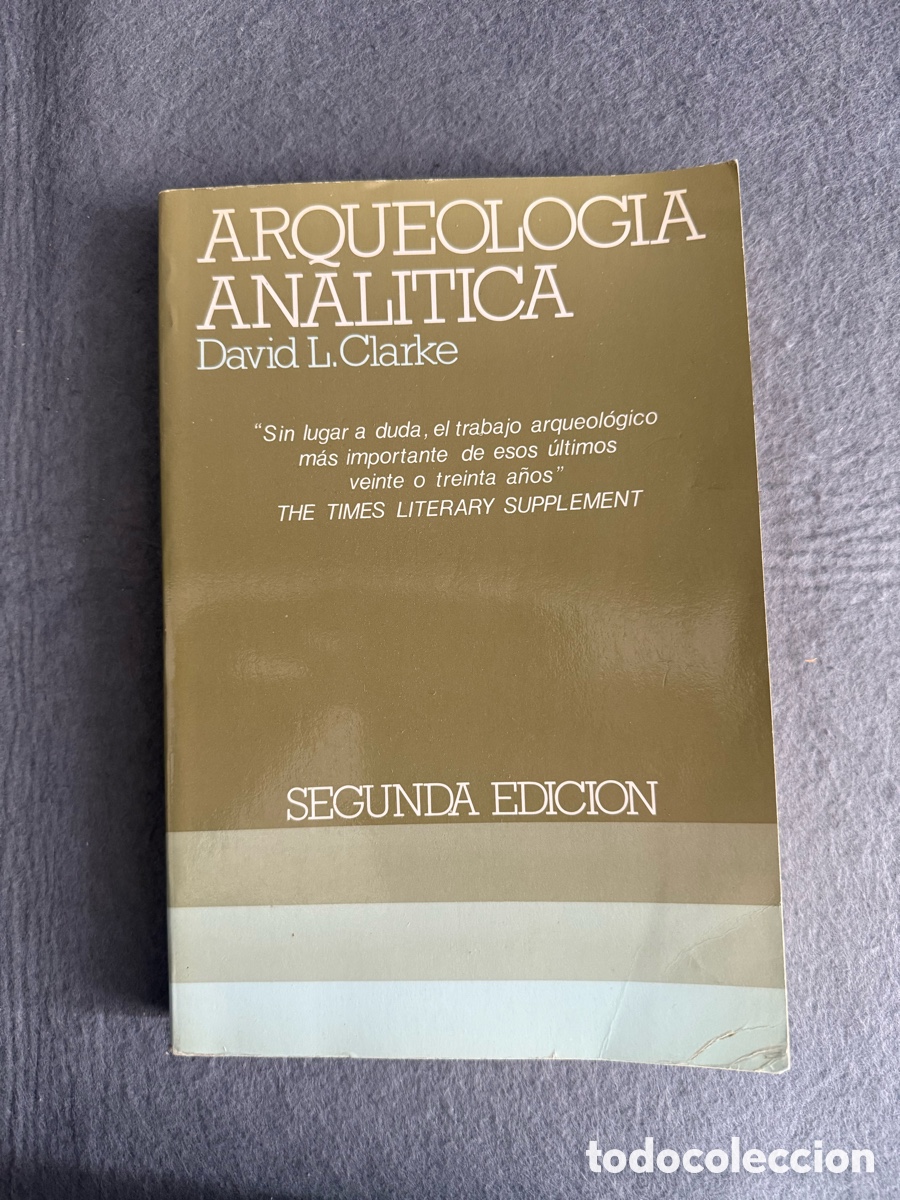 ARQUEOLOGIA
ANALITICA
David L. Clarke
“Sin lugar a duda, el trabajo arqueológico
más importante de esos últimos
veinte o treinta años”
THE TIMES LITERARY SUPPLEMENT
SEGUNDA EDICION
todocoleccion